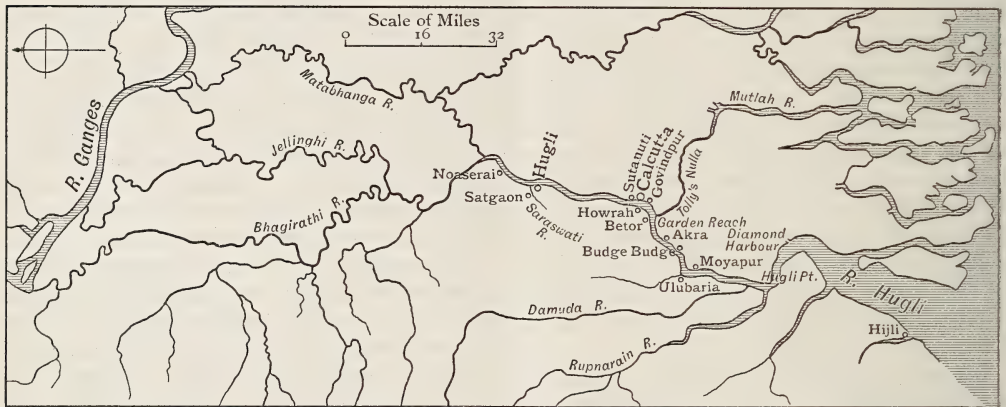 Scale of Miles
0 16 32
R. Ganges
Matabhanga R.
Mutlah R.
Jellinghi R.
Bhagirathi R.
Noaserai
Hugli
Satgaon
Saraswati
R.
Sutanuti
Calcutta
Govindpur
Tolly's Nulla
Howrah
Betor
Garden Reach
Akra
Diamond
Harbour
Budge Budge
Moyapur
Hugli Pt.
R. Hugli
Ulubaria
Damuda R.
Hijli
Rupnarain R.